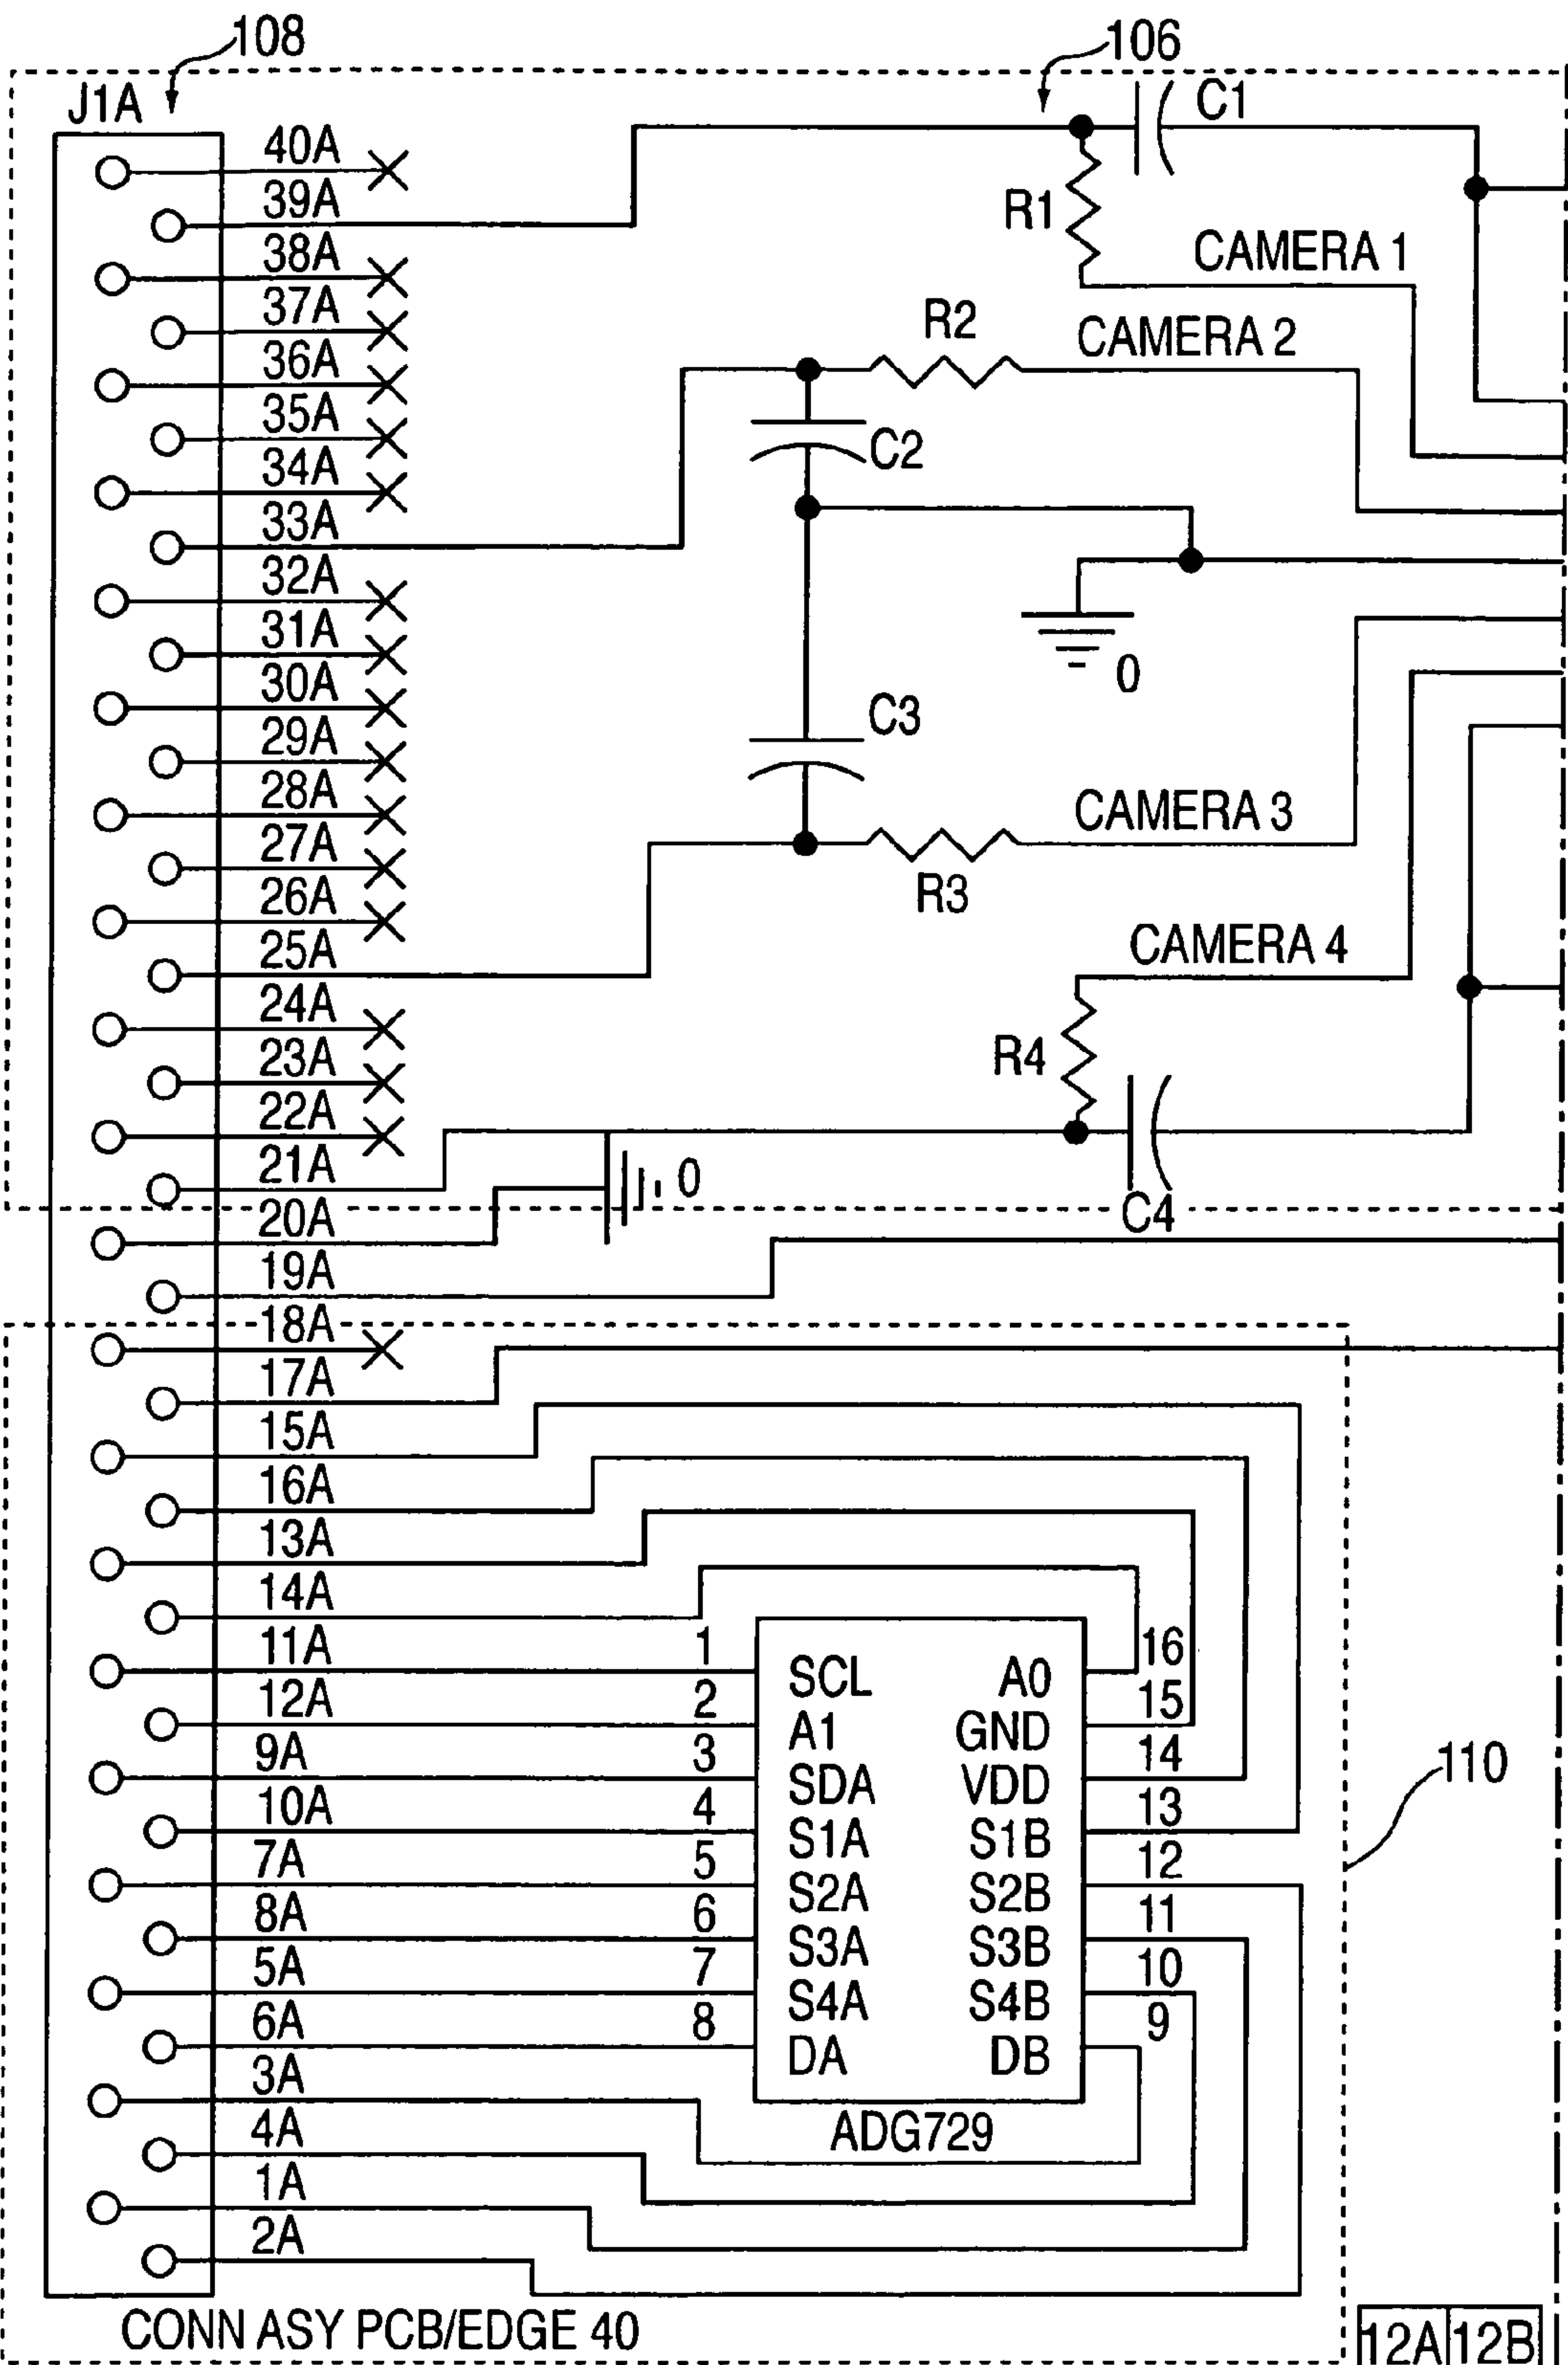 108
106
J1A
C1
40A
39A
R1
38A
CAMERA 1
37A
R2
CAMERA 2
36A
35A
C2
34A
33A
32A
31A
0
30A
C3
29A
28A
CAMERA 3
27A
R3
26A
CAMERA 4
25A
24A
R4
23A
22A
21A
0
20A
C4
19A
18A
17A
15A
16A
13A
14A
11A
1
SCL
A0
16
12A
2
A1
GND
15
9A
3
SDA
VDD
14
110
10A
4
S1A
S1B
13
7A
5
S2A
S2B
12
8A
6
S3A
S3B
11
5A
7
S4A
S4B
10
6A
8
DA
DB
9
3A
ADG729
4A
1A
2A
CONN ASY PCB/EDGE 40
12A 12B